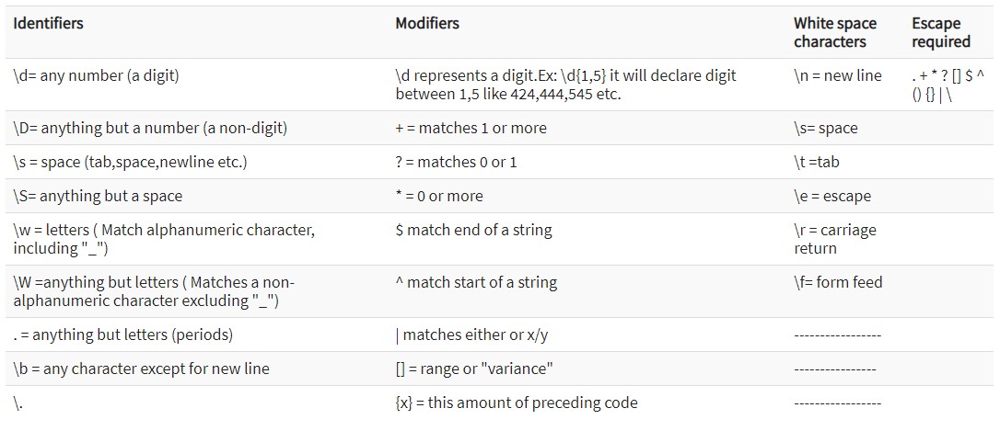 Identifiers Modifiers White space Escape
characters required
\d= any number (a digit) \d represents a digit.Ex: \d{1,5} it will declare digit \n = new line . + * ? [] $ ^
between 1,5 like 424,444,545 etc. () {} | \
\D= anything but a number (a non-digit) + = matches 1 or more \s= space
\s = space (tab,space,newline etc.) ? = matches 0 or 1 \t =tab
\S= anything but a space * = 0 or more \e = escape
\w = letters ( Match alphanumeric character, $ match end of a string \r = carriage
including "_") return
\W =anything but letters ( Matches a non- ^ match start of a string \f= form feed
alphanumeric character excluding "_")
. = anything but letters (periods) | matches either or x/y -----------------
\b = any character except for new line [] = range or "variance" ----------------
\. {x} = this amount of preceding code -----------------